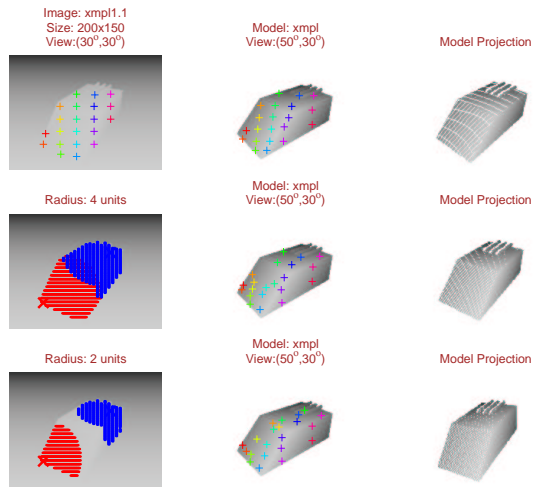 Image: xmpl1.1
Size: 200x150
View:(30°,30°)
Model: xmpl
View:(50°,30°)
Model Projection
Radius: 4 units
Model: xmpl
View:(50°,30°)
Model Projection
Radius: 2 units
Model: xmpl
View:(50°,30°)
Model Projection